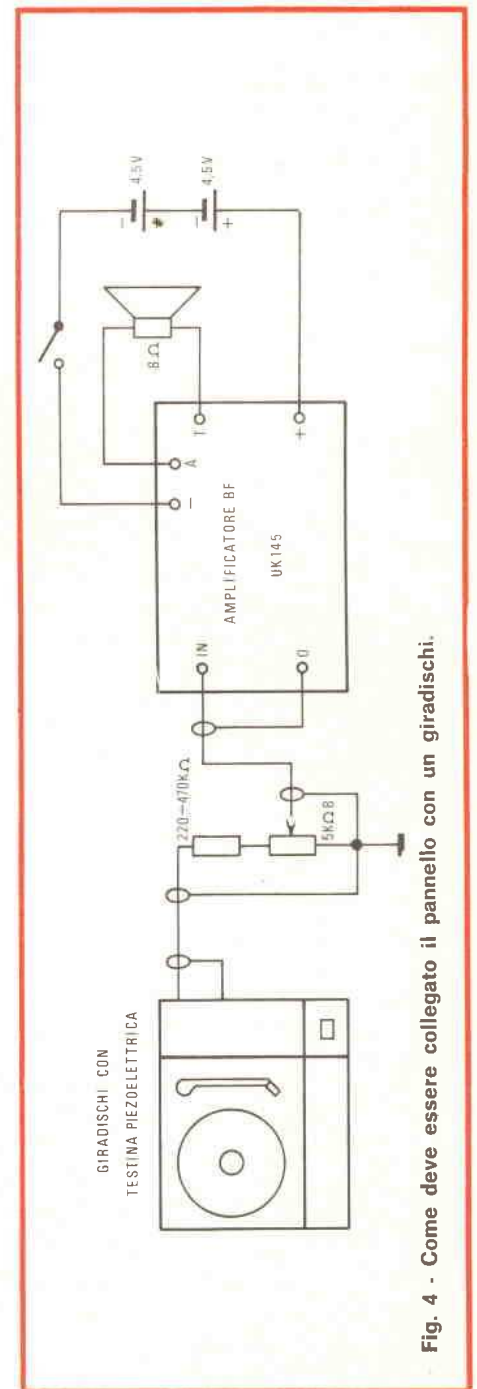 GIRADISCHI CON
TESTINA PIEZOELETTRICA
220÷470KΩ
5KΩB
IN
0
AMPLIFICATORE BF
UK145
-
A
T
+
8Ω
-
4,5V
-
4,5V
+
Fig. 4 - Come deve essere collegato il pannello con un giradischi.